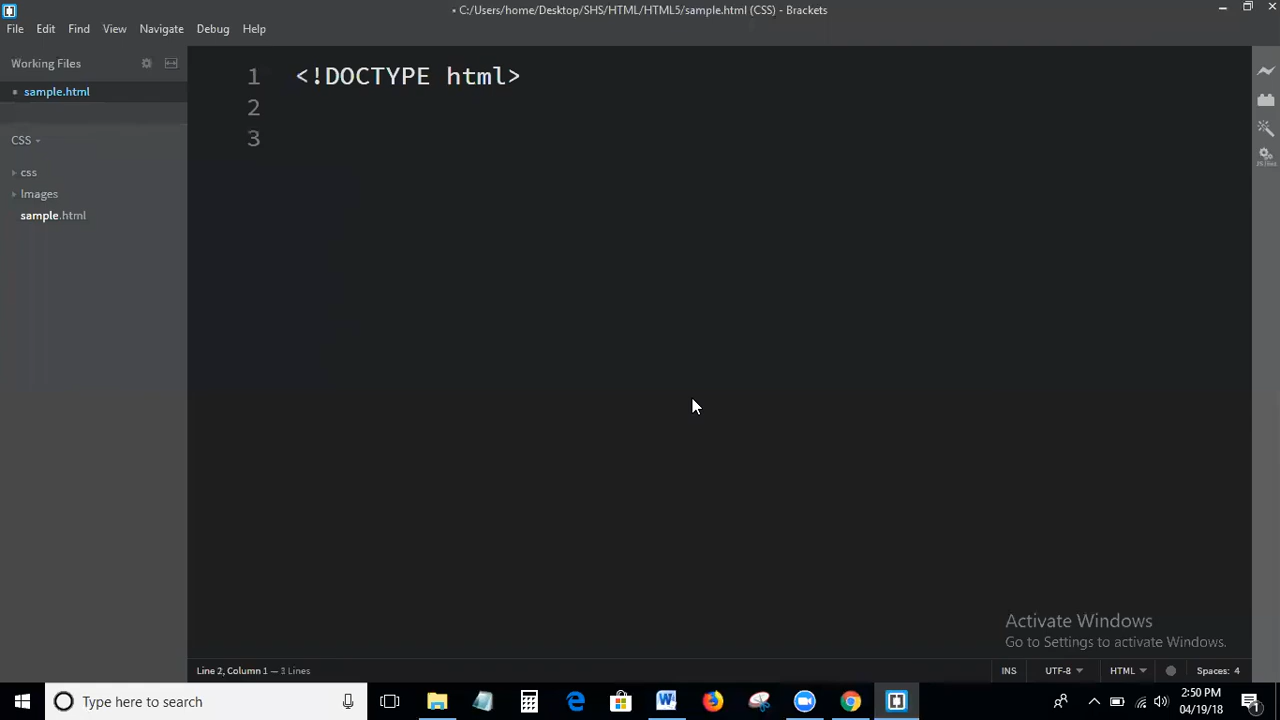 • C:/Users/home/Desktop/SHS/HTML/HTML5/sample.html (CSS) - Brackets
File Edit Find View Navigate Debug Help
Working Files
• sample.html
CSS
css
Images
sample.html
1 <!DOCTYPE html>
2
3
Activate Windows
Go to Settings to activate Windows.
Line 2, Column 1 — 3 Lines
INS UTF-8 HTML Spaces: 4
Type here to search
2:50 PM
04/19/18